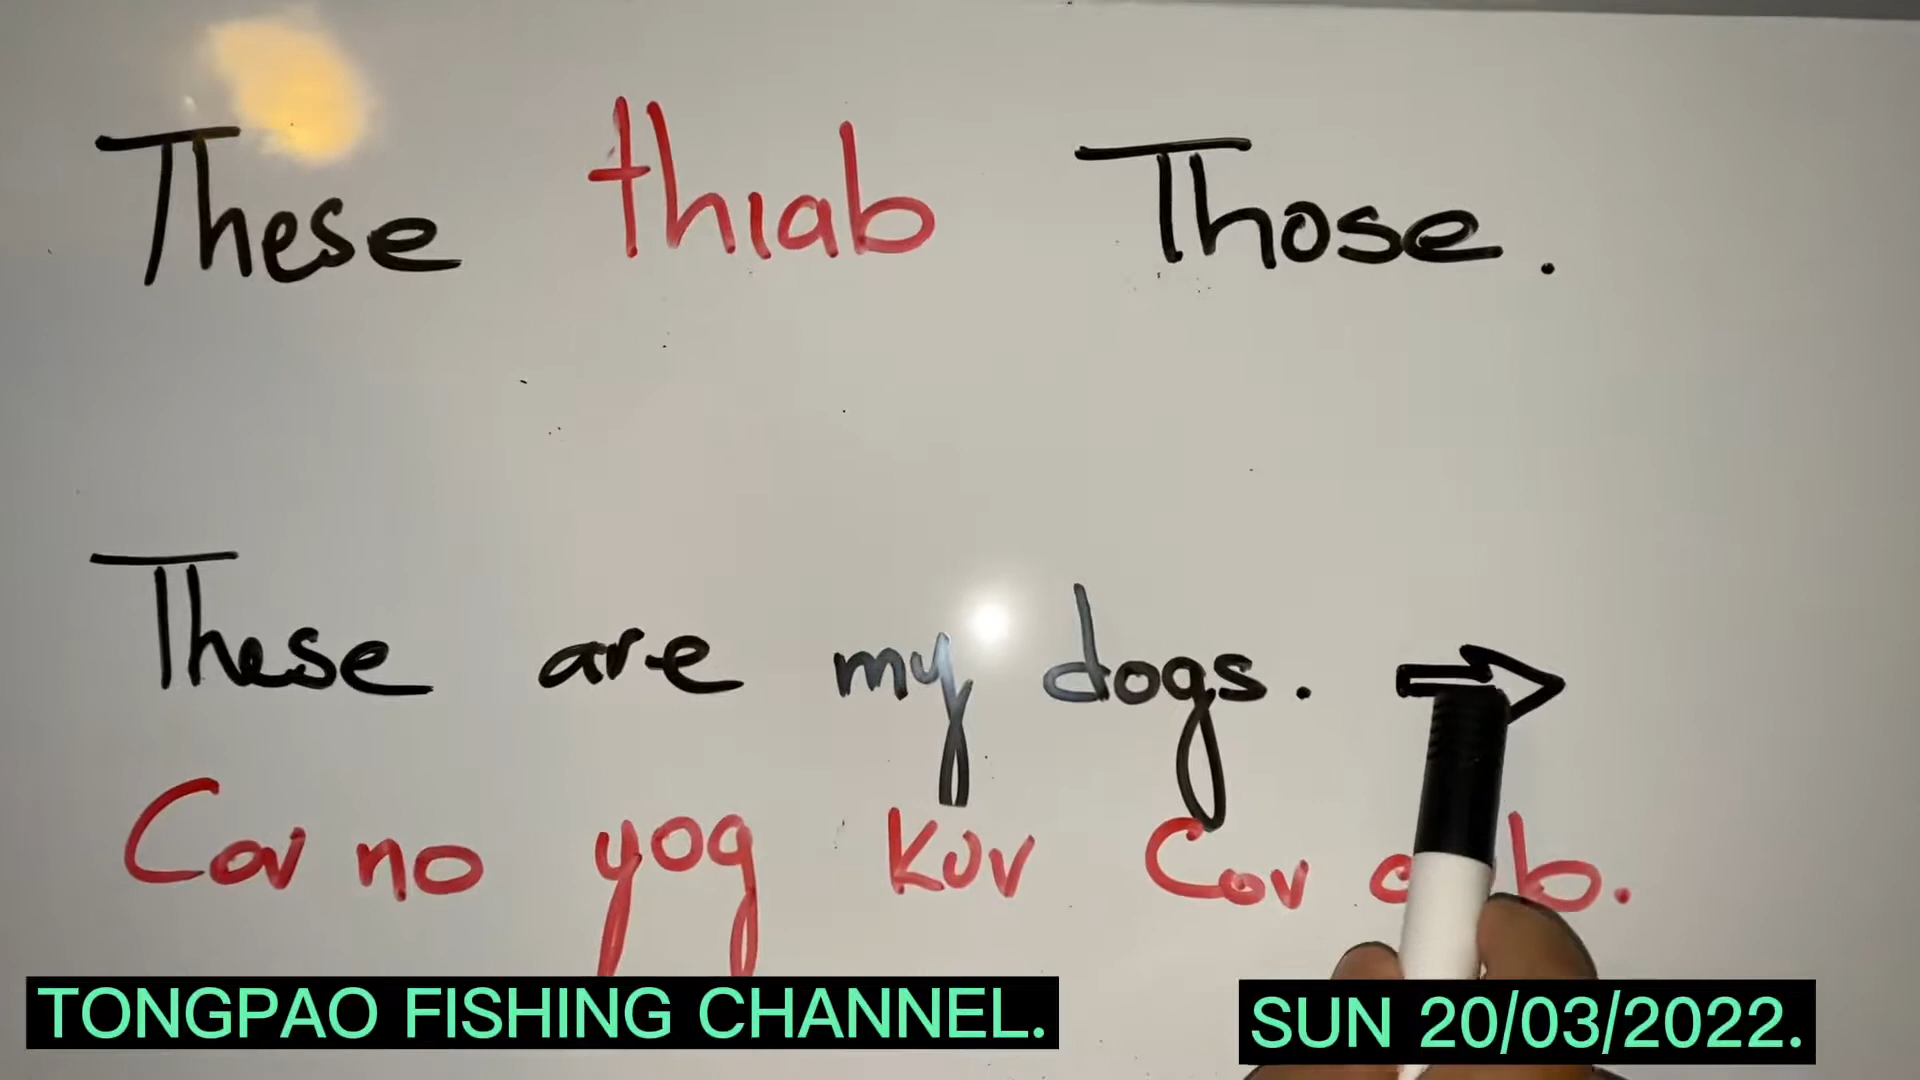 These thiab Those.
These are my dogs.
Cov no yog kuv Cov
TONGPAO FISHING CHANNEL.
SUN 20/03/2022.